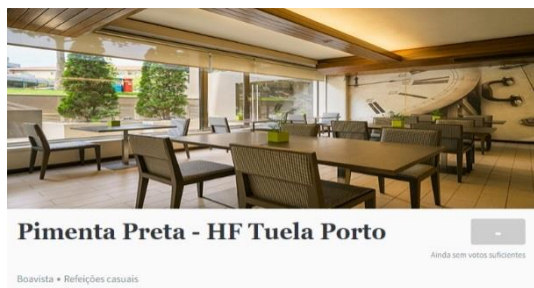 Pimenta Preta - HF Tuela Porto
-
Ainda sem votos suficientes
Boavista • Refeições casuais